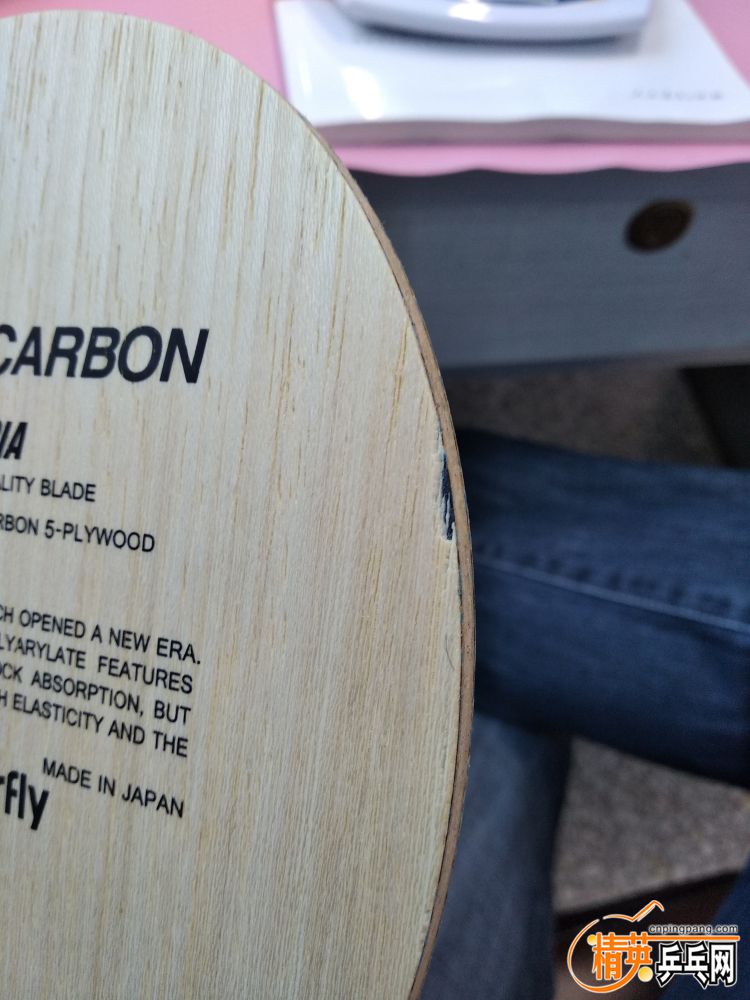 CARBON
IA
LITY BLADE
RBON 5-PLYWOOD
CH OPENED A NEW ERA.
LYARYLATE FEATURES
OCK ABSORPTION, BUT
H ELASTICITY AND THE
MADE IN JAPAN
rfly
cnpingpang.com
精英乒乓网